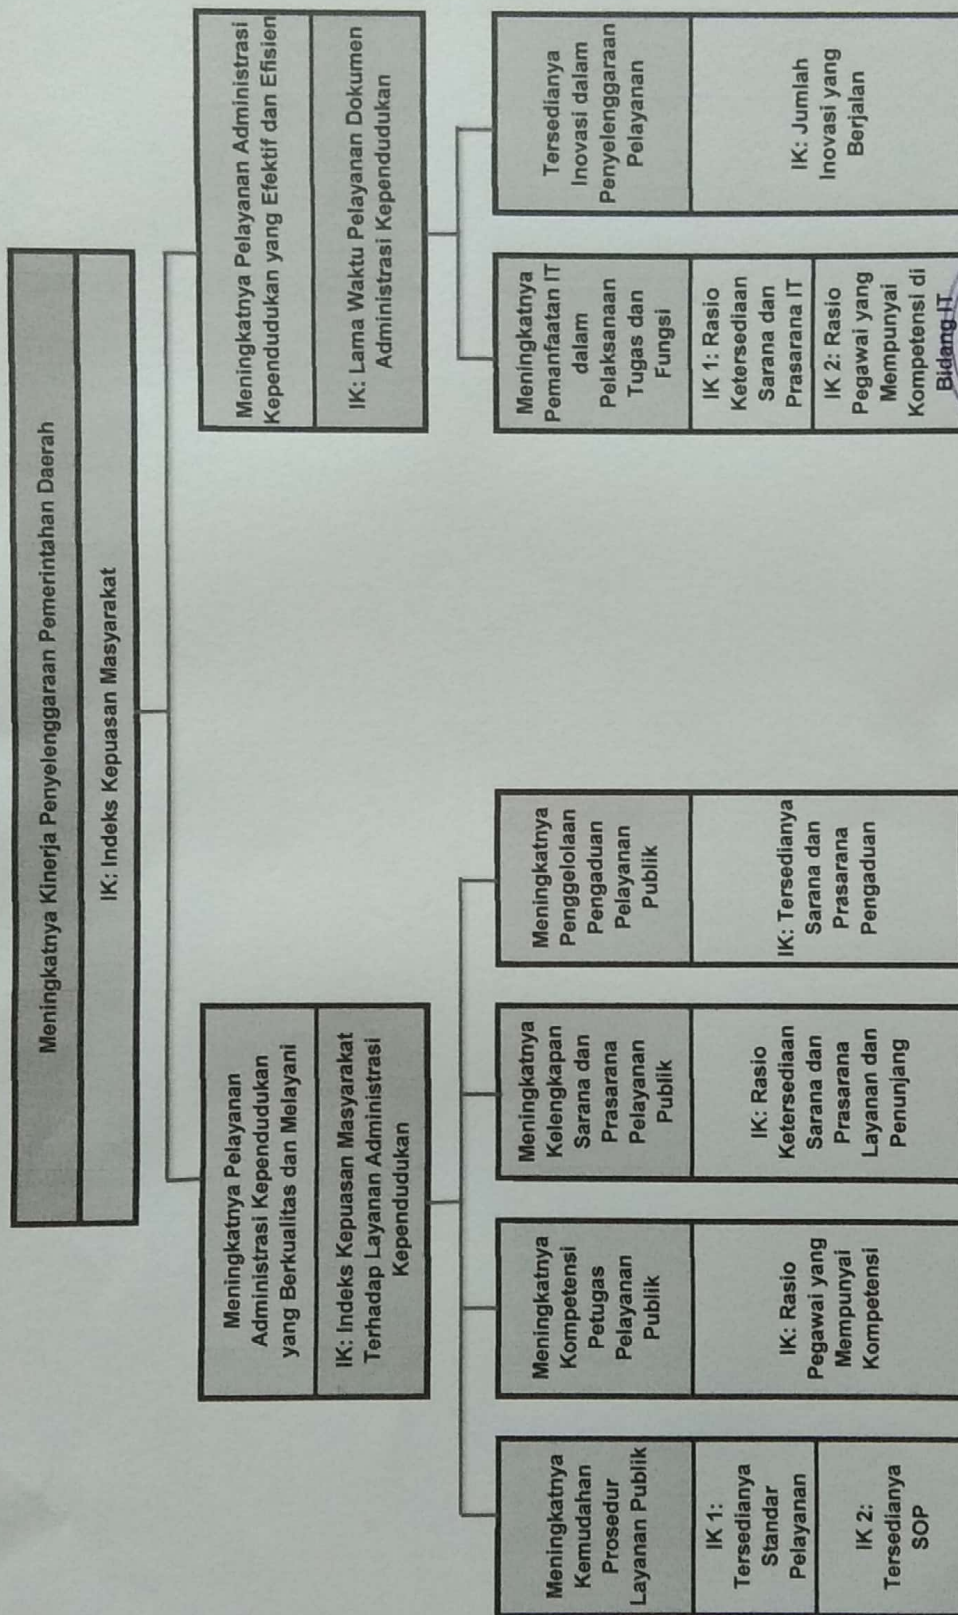 Meningkatnya Kinerja Penyelenggaraan Pemerintahan Daerah
IK: Indeks Kepuasan Masyarakat
Meningkatnya Pelayanan
Administrasi Kependudukan
yang Berkualitas dan Melayani
IK: Indeks Kepuasan Masyarakat
Terhadap Layanan Administrasi
Kependudukan
Meningkatnya Pelayanan Administrasi
Kependudukan yang Efektif dan Efisien
IK: Lama Waktu Pelayanan Dokumen
Administrasi Kependudukan
Meningkatnya
Kemudahan
Prosedur
Layanan Publik
IK 1:
Tersedianya
Standar
Pelayanan
IK 2:
Tersedianya
SOP
Meningkatnya
Kompetensi
Petugas
Pelayanan
Publik
IK: Rasio
Pegawai yang
Mempunyai
Kompetensi
Meningkatnya
Kelengkapan
Sarana dan
Prasarana
Pelayanan
Publik
IK: Rasio
Ketersediaan
Sarana dan
Prasarana
Layanan dan
Penunjang
Meningkatnya
Penggelolaan
Pengaduan
Pelayanan
Publik
IK: Tersedianya
Sarana dan
Prasarana
Pengaduan
Meningkatnya
Pemanfaatan IT
dalam
Pelaksanaan
Tugas dan
Fungsi
IK 1: Rasio
Ketersediaan
Sarana dan
Prasarana IT
IK 2: Rasio
Pegawai yang
Mempunyai
Kompetensi di
Bidang IT
Tersedianya
Inovasi dalam
Penyelenggaraan
Pelayanan
IK: Jumlah
Inovasi yang
Berjalan